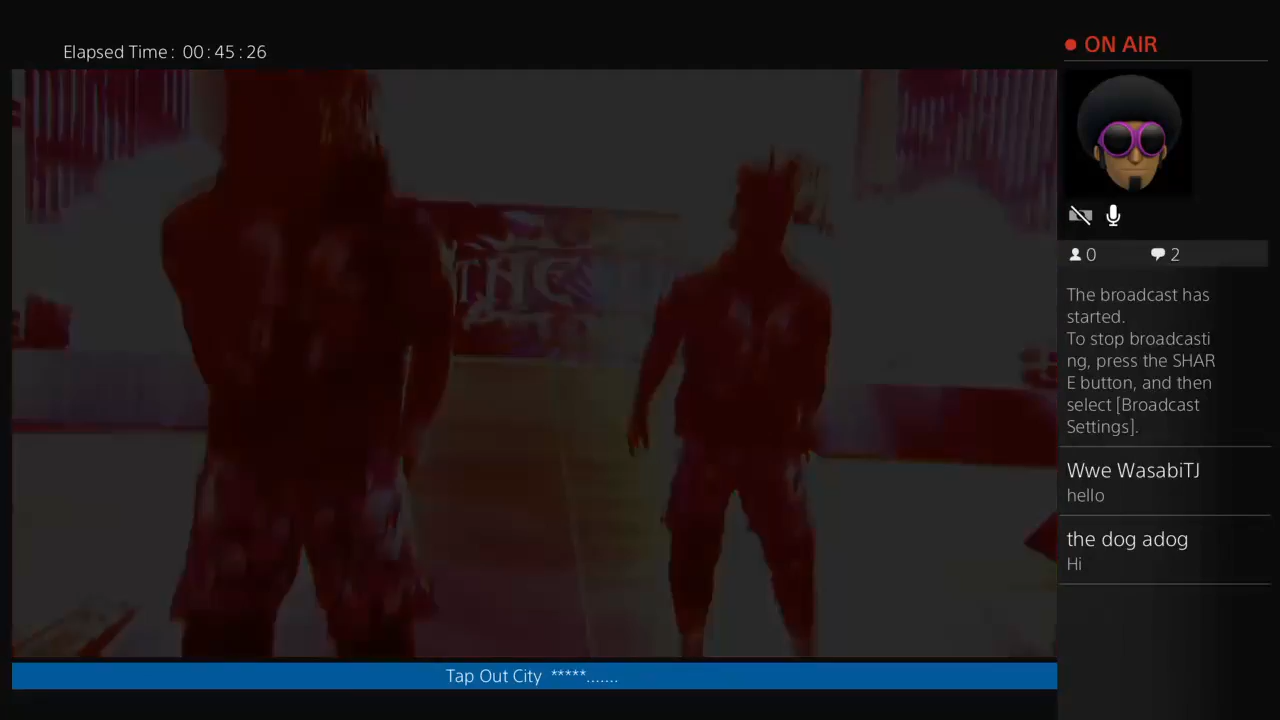 Elapsed Time: 00:45:26
ON AIR
0 2
The broadcast has
started.
To stop broadcasti
ng, press the SHAR
E button, and then
select [Broadcast
Settings].
Wwe WasabiTJ
hello
the dog adog
Hi
THE
Tap Out City *****.......